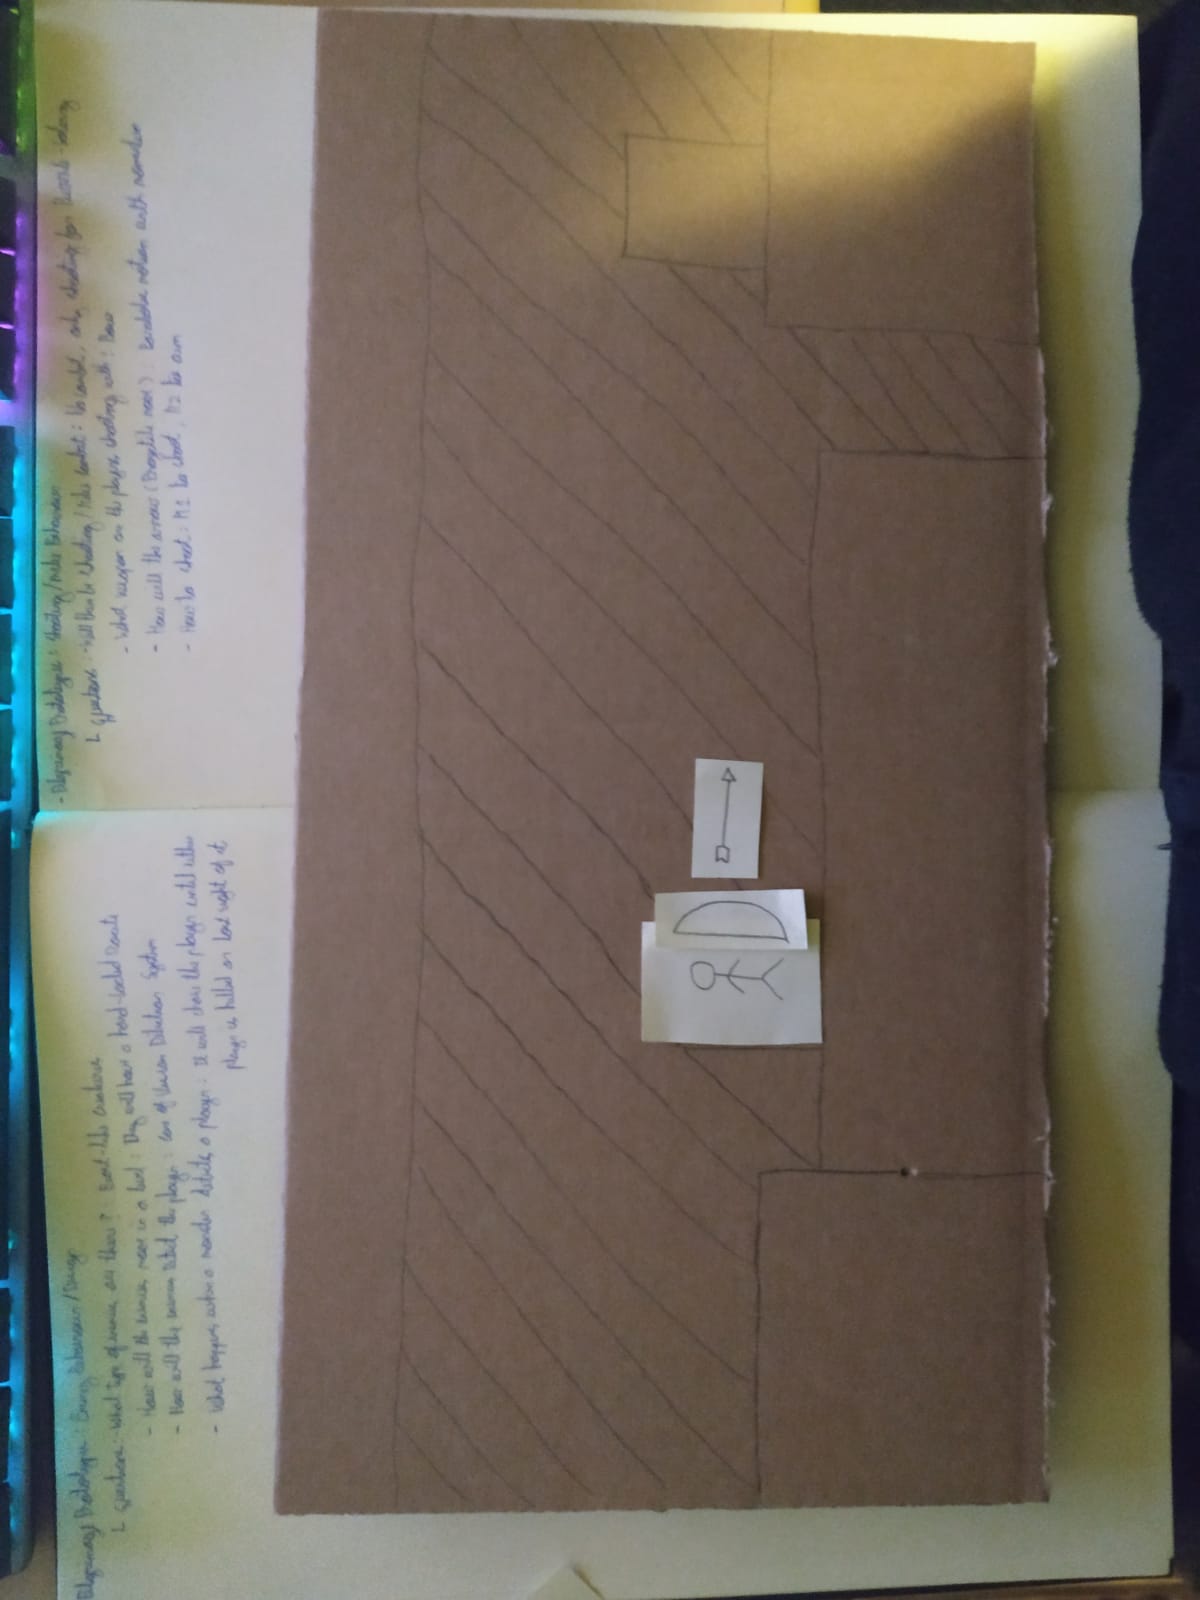 Prototype : Enemy Behaviour / Design
L Questions : - What type of enemies are there ? : Beast-like Creatures
- How will the enemies move in a level : They will have a hard-coded Route
- How will the enemies detect the player : Cone of Vision Detection System
- What happens when a monster detects a player : It will chase the player until either
player is killed or lost sight of it
- Prototype : Shooting / Melee Behaviour
L Questions : - Will there be Shooting / Melee Combat : No combat, only shooting for Puzzle-Solving
- What weapon are the players shooting with : Bow
- How will the arrow (Projectile move) : Parabolic motion with momentum
- How to shoot : M1 to shoot, M2 to aim